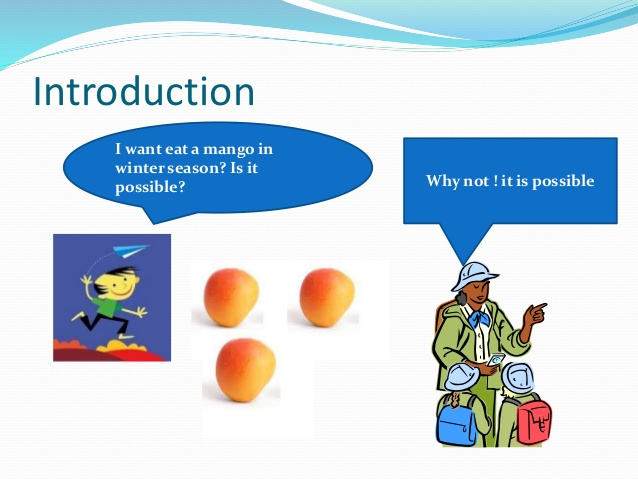 Introduction
I want eat a mango in
winter season? Is it
possible?
Why not ! it is possible